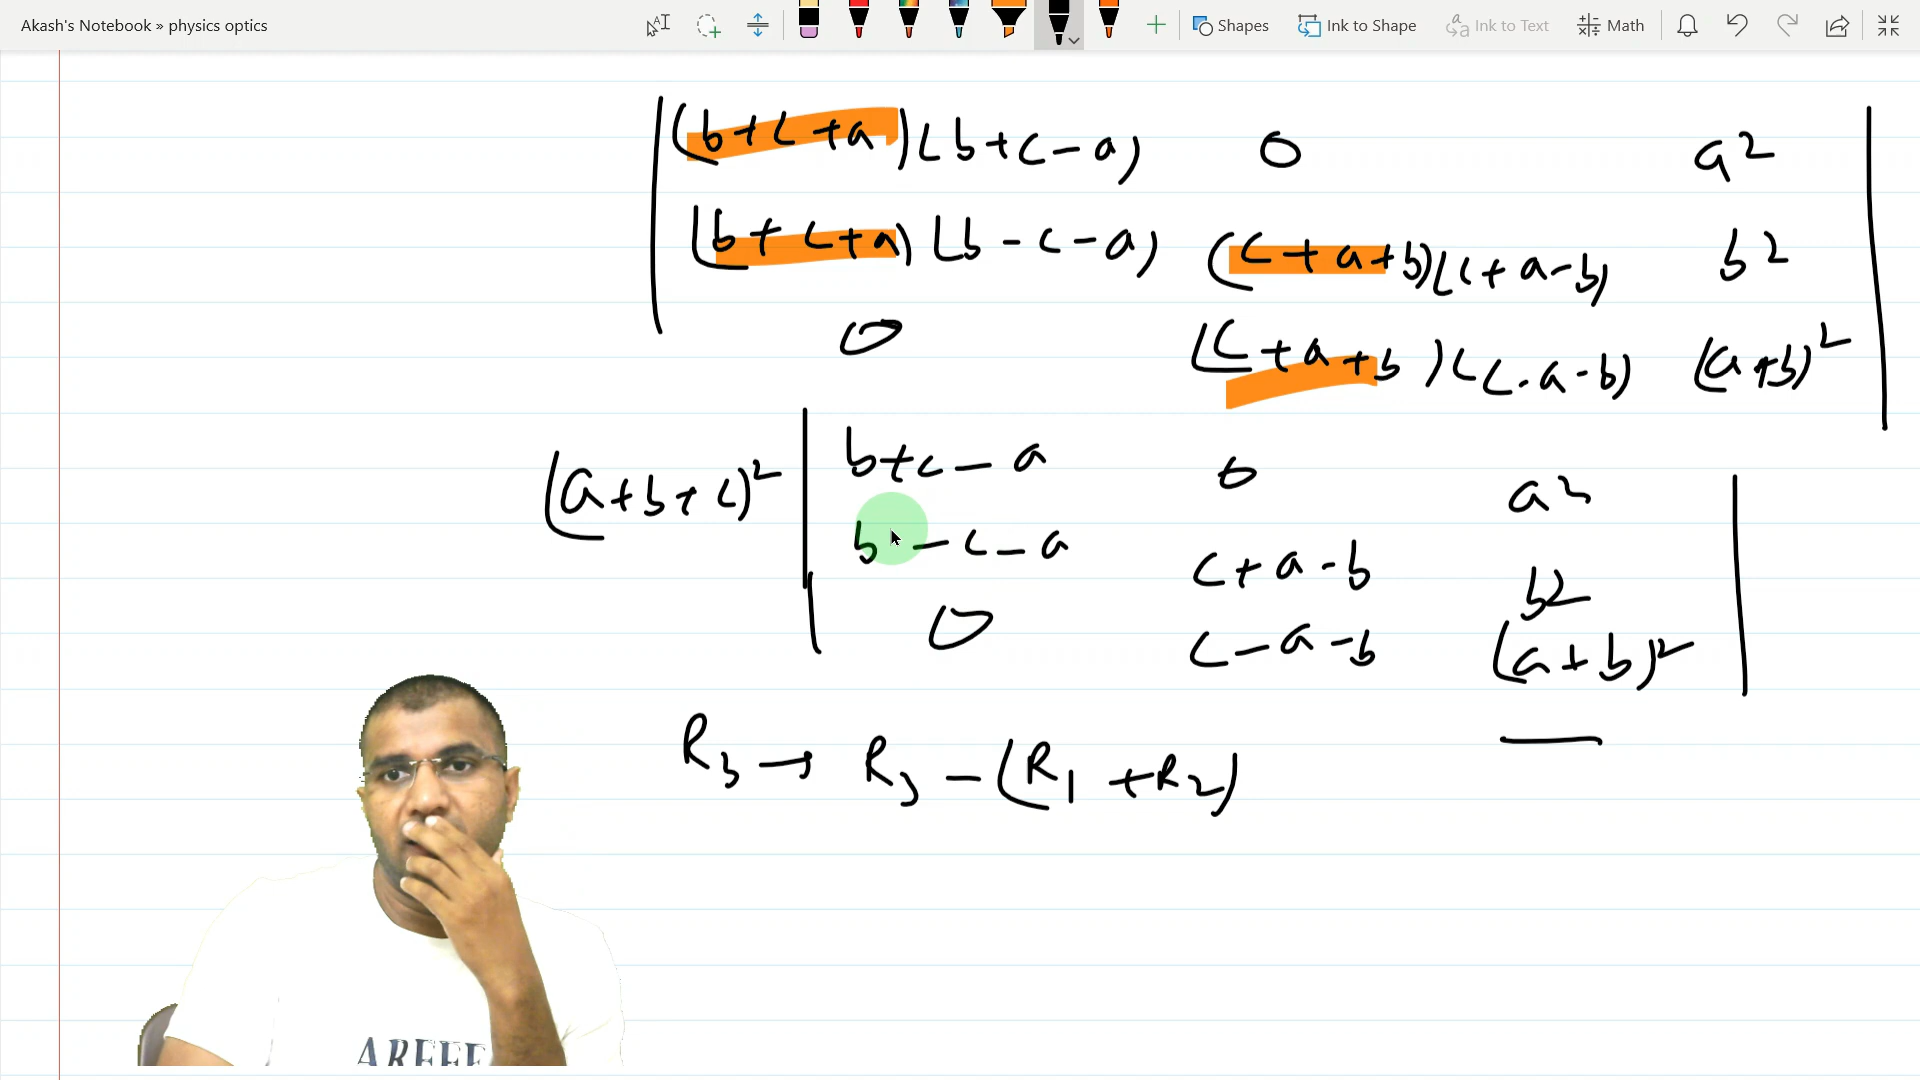 Akash's Notebook » physics optics
Shapes Ink to Shape Ink to Text Math
(b+c+a)(b+c-a) 0 a²
(b+c+a)(b-c-a) (c+a+b)(c+a-b) b²
0 (c+a+b)(c-a-b) (a+b)²
(a+b+c)² b+c-a 0 a²
b-c-a c+a-b b²
0 c-a-b (a+b)²
R₃ → R₃ - (R₁ + R₂)